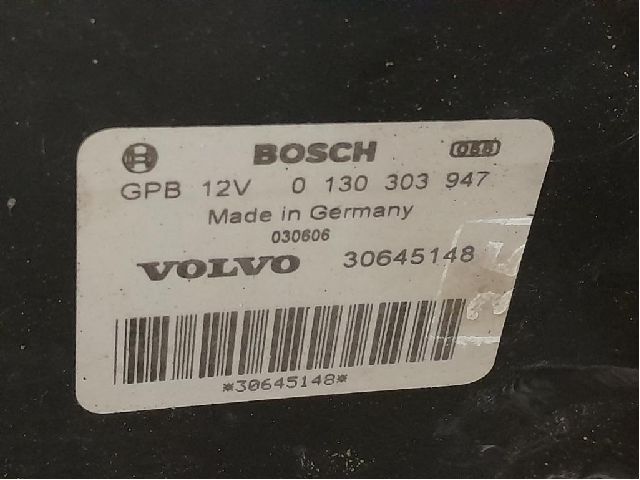 BOSCH
GPB 12V 0 130 303 947
Made in Germany
030606
VOLVO 30645148
*30645148*